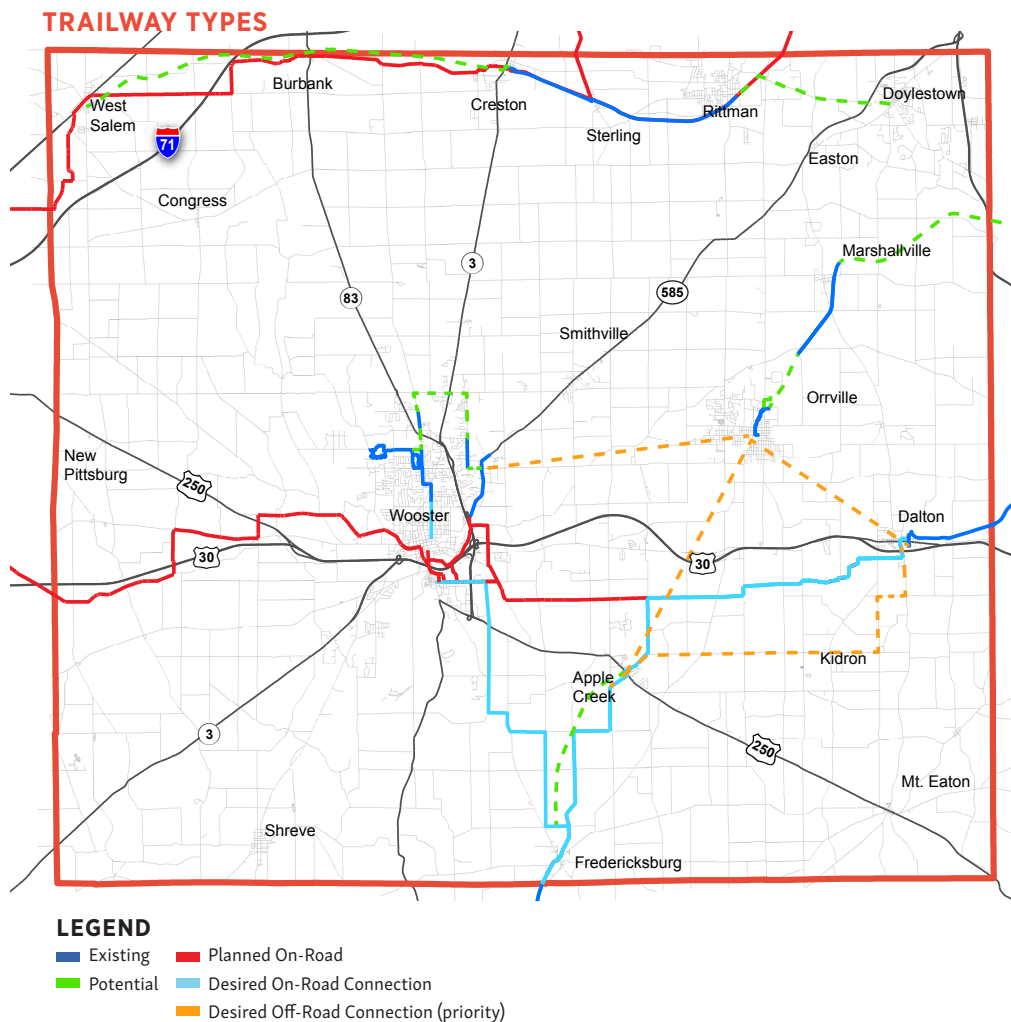 TRAILWAY TYPES
Burbank
West
Salem
Creston
Rittman
Doylestown
Sterling
71
Easton
Congress
Marshallville
3
83
585
Smithville
Orrville
New
Pittsburg
250
Wooster
Dalton
30
30
Kidron
Apple
Creek
3
250
Mt. Eaton
Shreve
Fredericksburg
LEGEND
Existing
Planned On-Road
Potential
Desired On-Road Connection
Desired Off-Road Connection (priority)